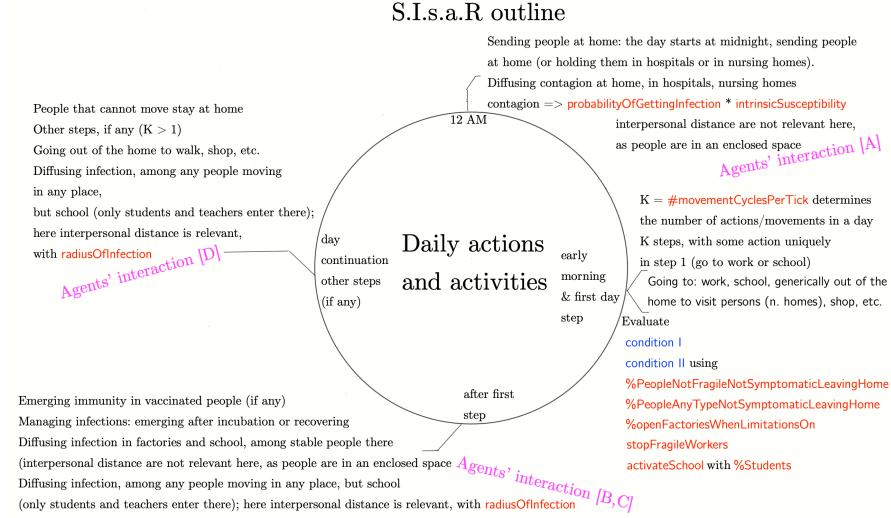 S.I.s.a.R outline
Sending people at home: the day starts at midnight, sending people
at home (or holding them in hospitals or in nursing homes).
Diffusing contagion at home, in hospitals, nursing homes
contagion => probabilityOfGettingInfection * intrinsicSusceptibility
interpersonal distance are not relevant here,
as people are in an enclosed space
Agents' interaction [A]
12 AM
K = #movementCyclesPerTick determines
the number of actions/movements in a day
K steps, with some action uniquely
in step 1 (go to work or school)
Going to: work, school, generically out of the
home to visit persons (n. homes), shop, etc.
early
morning
& first day
step
Evaluate
condition I
condition II using
%PeopleNotFragileNotSymptomaticLeavingHome
%PeopleAnyTypeNotSymptomaticLeavingHome
%openFactoriesWhenLimitationsOn
stopFragileWorkers
activateSchool with %Students
Daily actions
and activities
after first
step
Emerging immunity in vaccinated people (if any)
Managing infections: emerging after incubation or recovering
Diffusing infection in factories and school, among stable people there
(interpersonal distance are not relevant here, as people are in an enclosed space
Diffusing infection, among any people moving in any place, but school
(only students and teachers enter there); here interpersonal distance is relevant, with radiusOfInfection
Agents' interaction [B,C]
day
continuation
other steps
(if any)
People that cannot move stay at home
Other steps, if any (K > 1)
Going out of the home to walk, shop, etc.
Diffusing infection, among any people moving
in any place,
but school (only students and teachers enter there);
here interpersonal distance is relevant,
with radiusOfInfection
Agents' interaction [D]